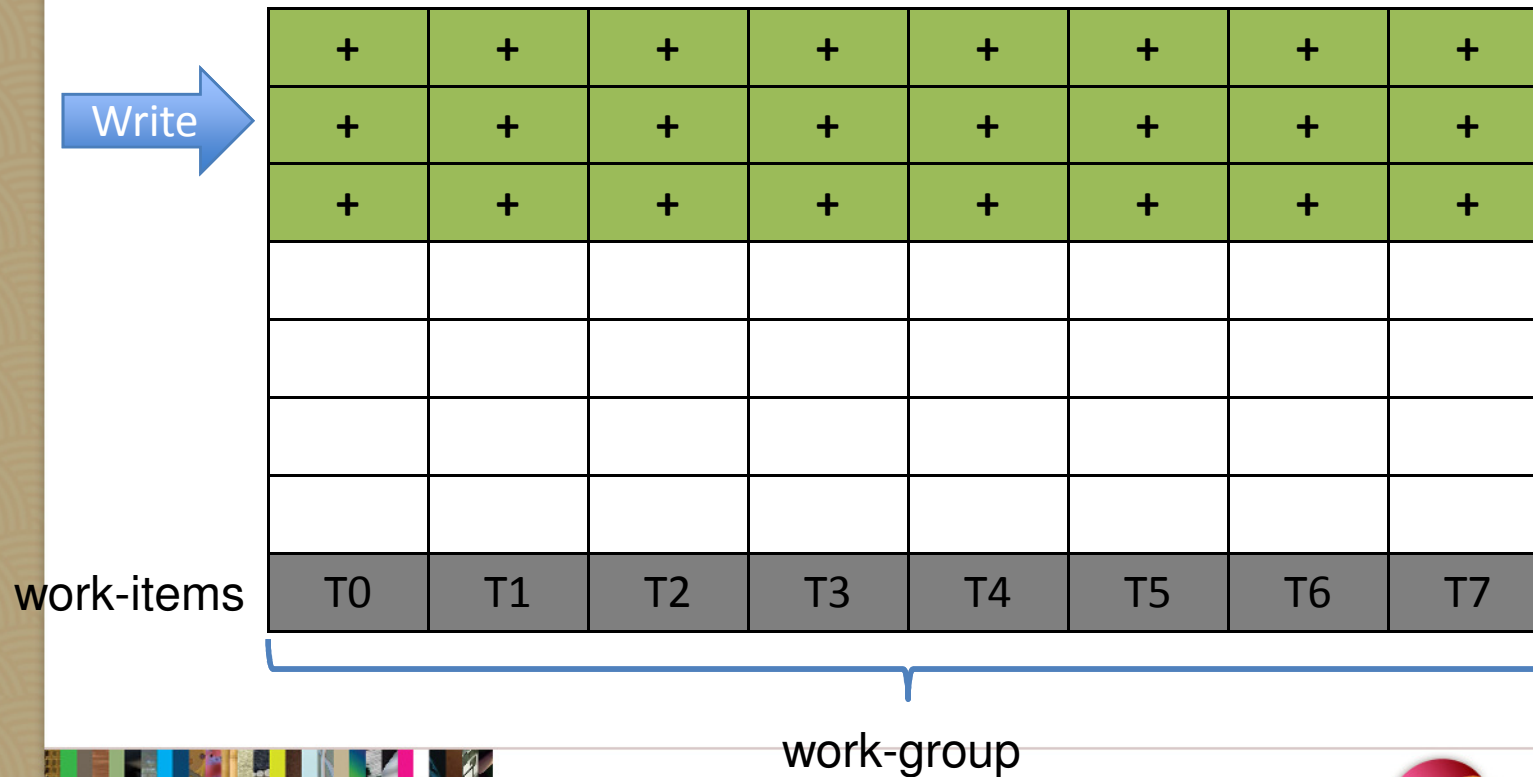 + + + + + + + +
Write
+ + + + + + + +
+ + + + + + + +
work-items T0 T1 T2 T3 T4 T5 T6 T7
work-group